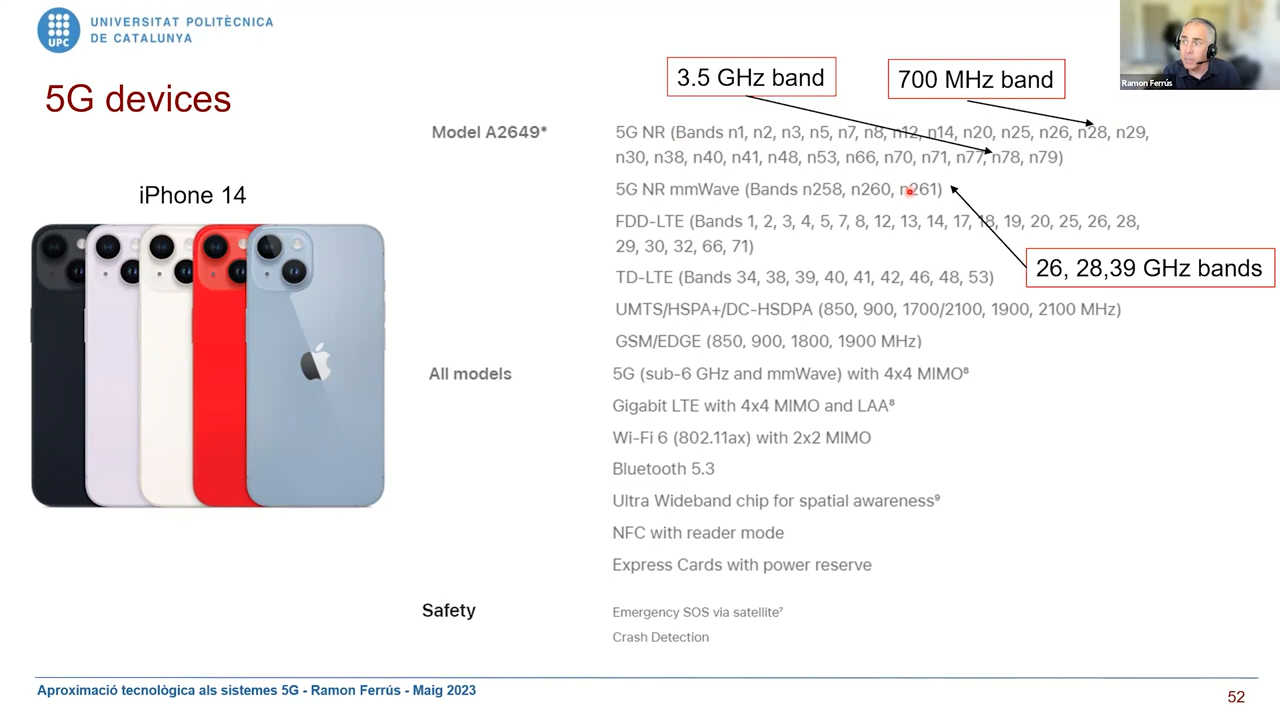 UNIVERSITAT POLITÈCNICA
DE CATALUNYA
UPC
5G devices
3.5 GHz band
700 MHz band
Ramon Ferrús
Model A2649*
5G NR (Bands n1, n2, n3, n5, n7, n8, n12, n14, n20, n25, n26, n28, n29,
n30, n38, n40, n41, n48, n53, n66, n70, n71, n77, n78, n79)
iPhone 14
5G NR mmWave (Bands n258, n260, n261)
FDD-LTE (Bands 1, 2, 3, 4, 5, 7, 8, 12, 13, 14, 17, 18, 19, 20, 25, 26, 28,
29, 30, 32, 66, 71)
26, 28,39 GHz bands
TD-LTE (Bands 34, 38, 39, 40, 41, 42, 46, 48, 53)
UMTS/HSPA+/DC-HSDPA (850, 900, 1700/2100, 1900, 2100 MHz)
GSM/EDGE (850, 900, 1800, 1900 MHz)
All models
5G (sub-6 GHz and mmWave) with 4x4 MIMO⁸
Gigabit LTE with 4x4 MIMO and LAA⁸
Wi-Fi 6 (802.11ax) with 2x2 MIMO
Bluetooth 5.3
Ultra Wideband chip for spatial awareness⁹
NFC with reader mode
Express Cards with power reserve
Safety
Emergency SOS via satellite⁷
Crash Detection
Aproximació tecnològica als sistemes 5G - Ramon Ferrús - Maig 2023
52